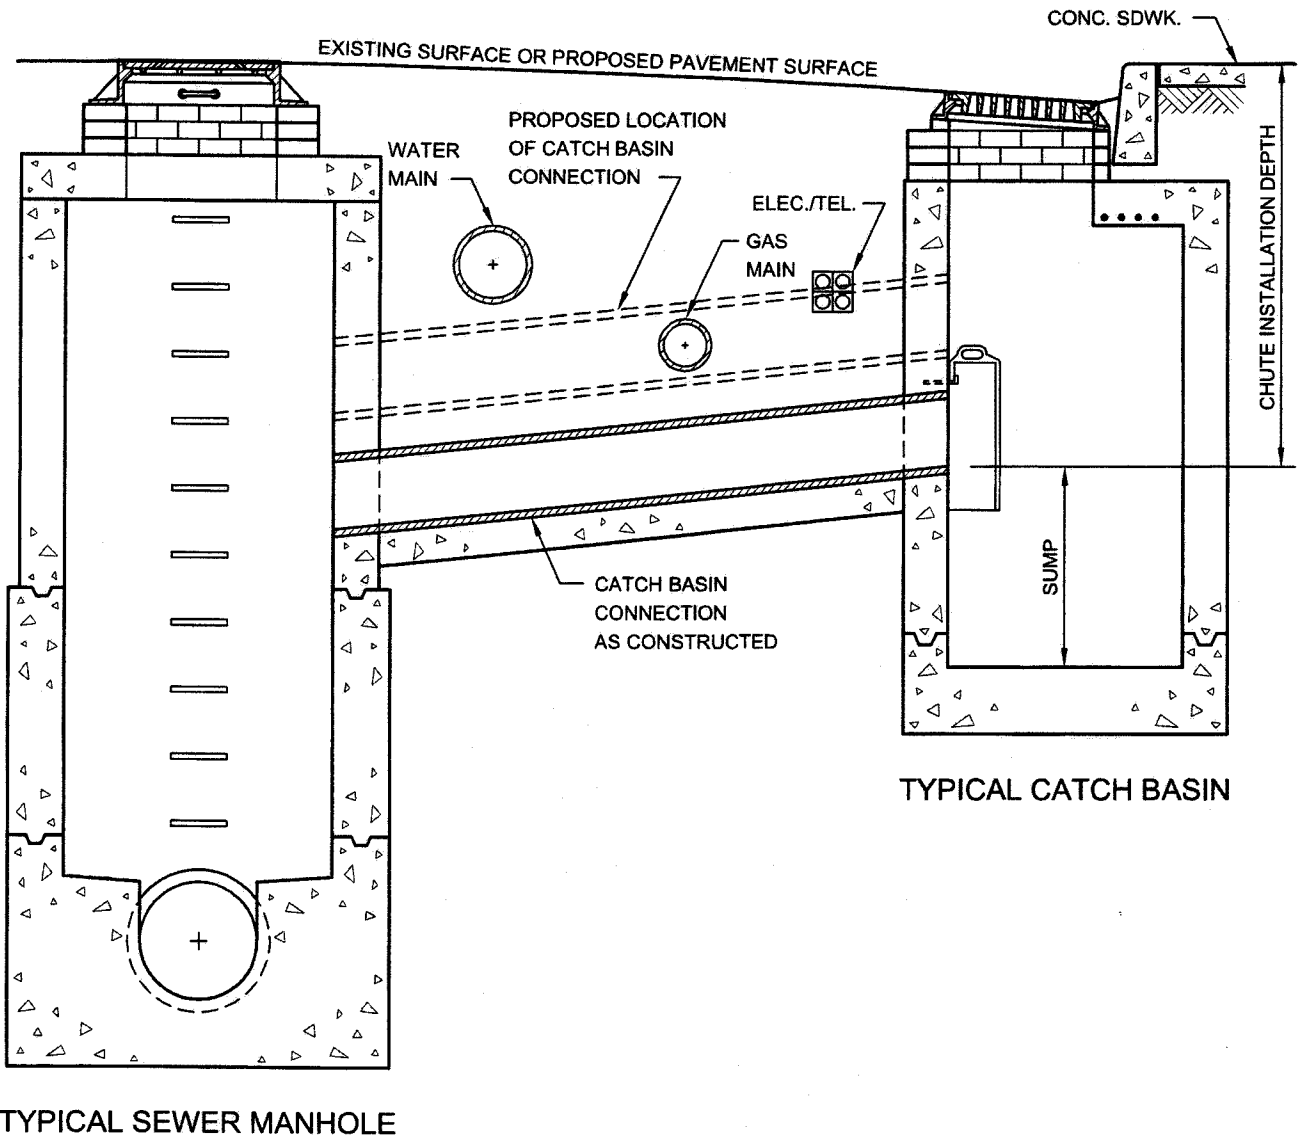 CONC. SDWK.
EXISTING SURFACE OR PROPOSED PAVEMENT SURFACE
PROPOSED LOCATION
OF CATCH BASIN
CONNECTION
WATER
MAIN
ELEC./TEL.
GAS
MAIN
CHUTE INSTALLATION DEPTH
SUMP
CATCH BASIN
CONNECTION
AS CONSTRUCTED
TYPICAL CATCH BASIN
TYPICAL SEWER MANHOLE